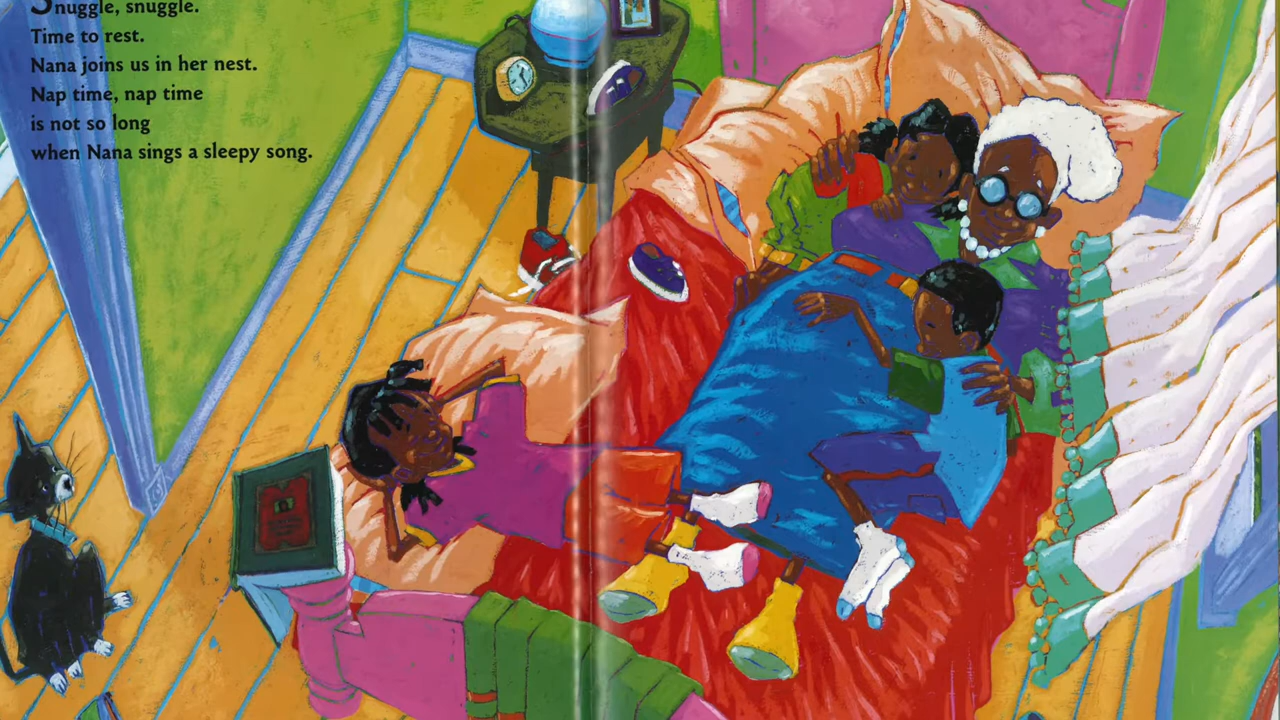 Snuggle, snuggle.
Time to rest.
Nana joins us in her nest.
Nap time, nap time
is not so long
when Nana sings a sleepy song.